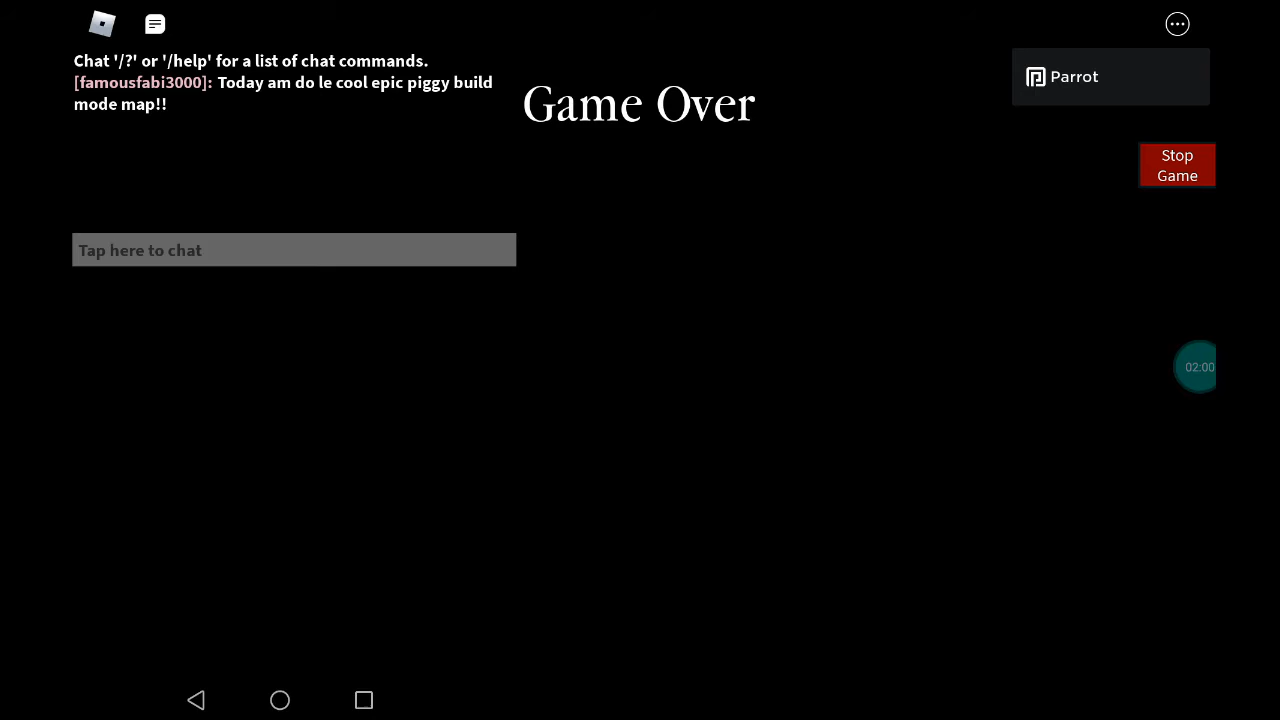 Chat '/?' or '/help' for a list of chat commands.
[famousfabi3000]: Today am do le cool epic piggy build
mode map!!
Game Over
Parrot
Stop
Game
Tap here to chat
02:00